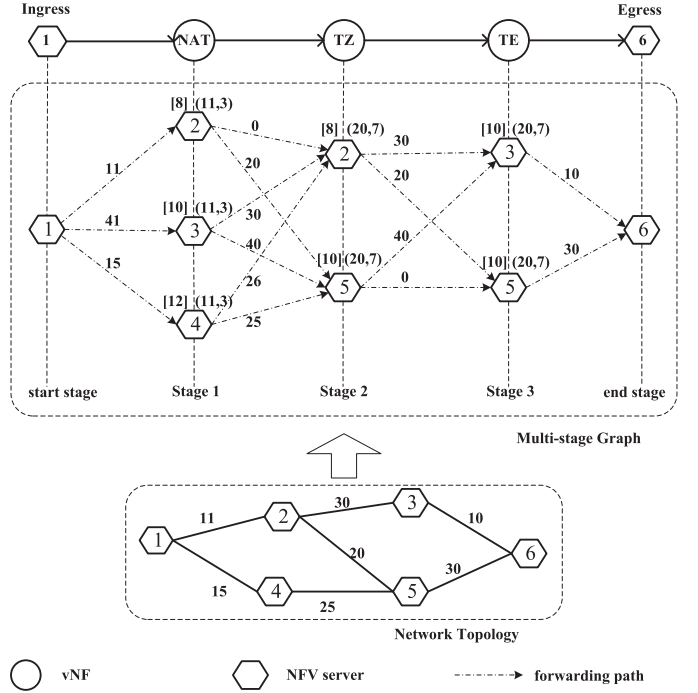 Ingress Egress
1 NAT TZ TE 6
[8] (11,3)
2 0 [8] (20,7) [10] (20,7)
2 30 3
11 20 20 10
[10] (11,3) 30
1 41 3 6
40 40
15 26 [10] (20,7) [10] (20,7) 30
[12] (11,3) 5 0 5
4 25
start stage Stage 1 Stage 2 Stage 3 end stage
Multi-stage Graph
30 3
11 2 10
1 20 6
15 4 25 5 30
Network Topology
vNF NFV server forwarding path